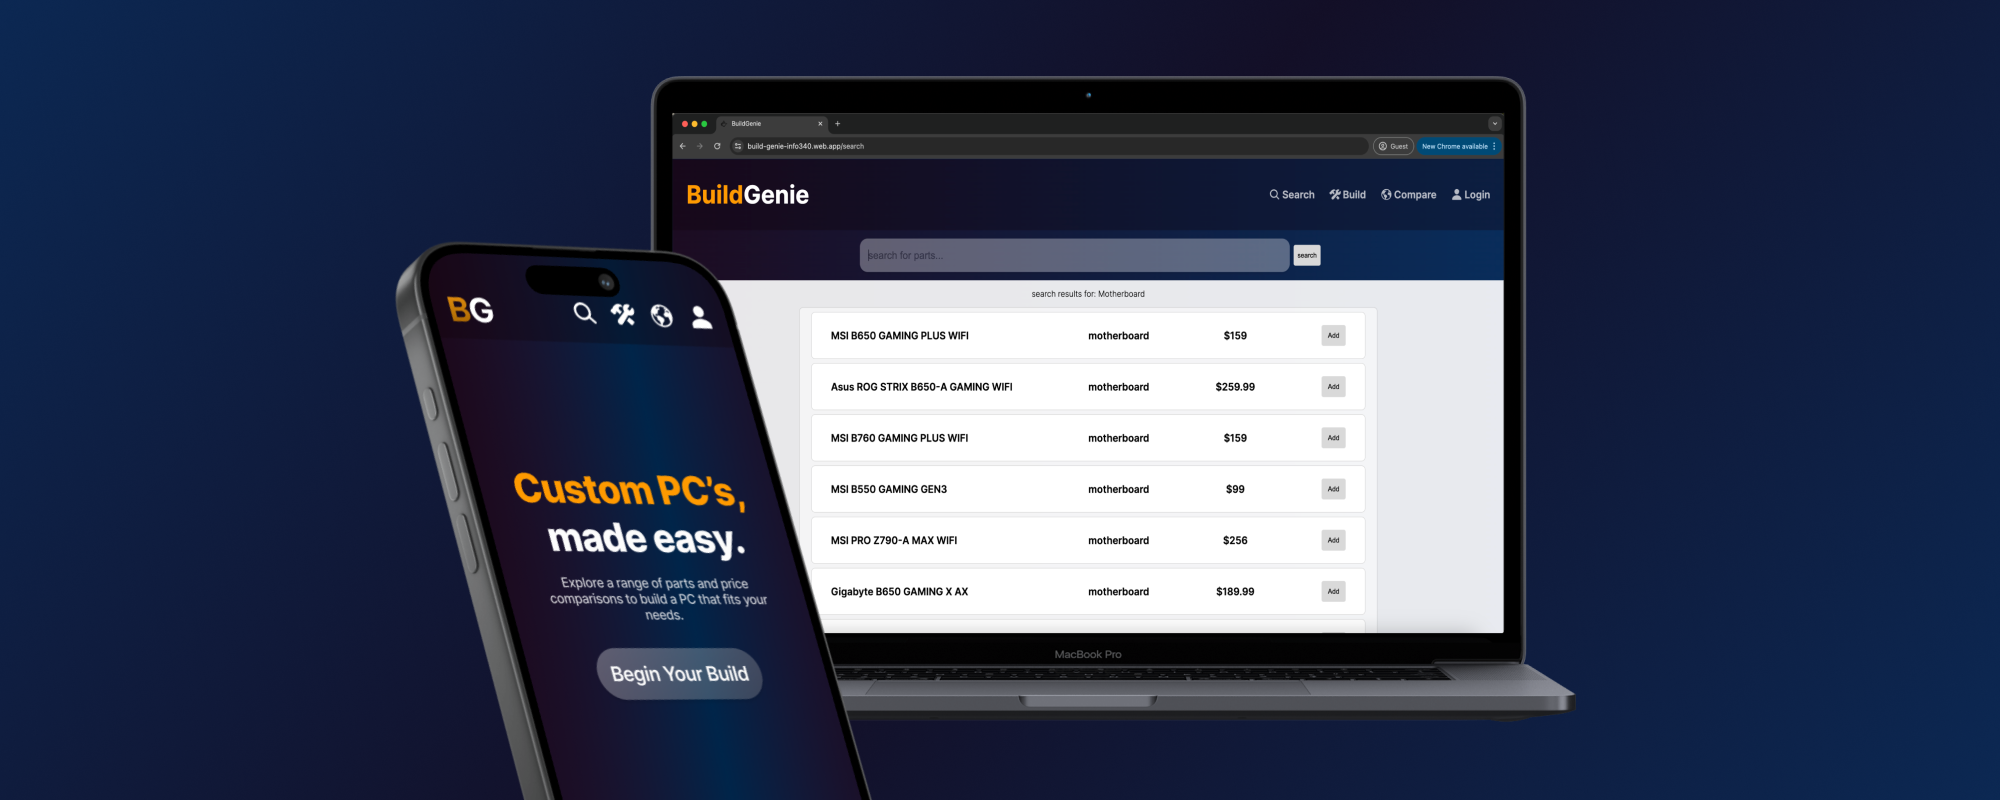 BuildGenie
build-genie-info340.web.app/search
Guest
New Chrome available
BuildGenie
Search
Build
Compare
Login
search for parts...
search
search results for: Motherboard
MSI B650 GAMING PLUS WIFI motherboard $159 Add
Asus ROG STRIX B650-A GAMING WIFI motherboard $259.99 Add
MSI B760 GAMING PLUS WIFI motherboard $159 Add
MSI B550 GAMING GEN3 motherboard $99 Add
MSI PRO Z790-A MAX WIFI motherboard $256 Add
Gigabyte B650 GAMING X AX motherboard $189.99 Add
MacBook Pro
BG
Custom PC's,
made easy.
Explore a range of parts and price
comparisons to build a PC that fits your
needs.
Begin Your Build